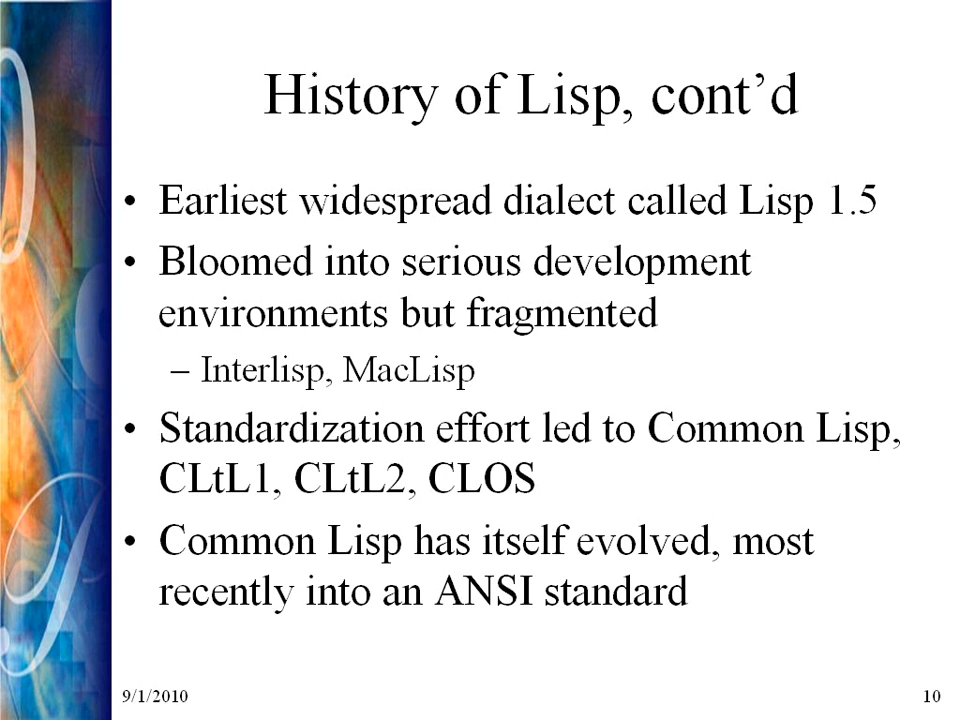 History of Lisp, cont’d
• Earliest widespread dialect called Lisp 1.5
• Bloomed into serious development
environments but fragmented
– Interlisp, MacLisp
• Standardization effort led to Common Lisp,
CLtL1, CLtL2, CLOS
• Common Lisp has itself evolved, most
recently into an ANSI standard
9/1/2010
10